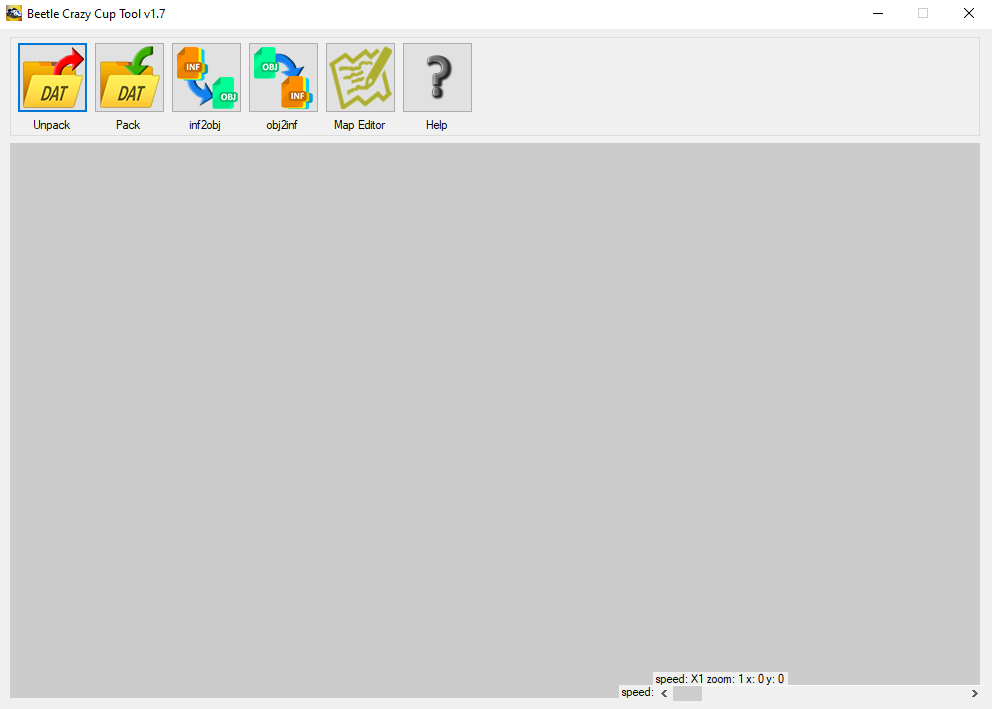 Beetle Crazy Cup Tool v1.7
DAT DAT INF OBJ OBJ INF ?
Unpack Pack inf2obj obj2inf Map Editor Help
speed: X1 zoom: 1 x: 0 y: 0
speed: